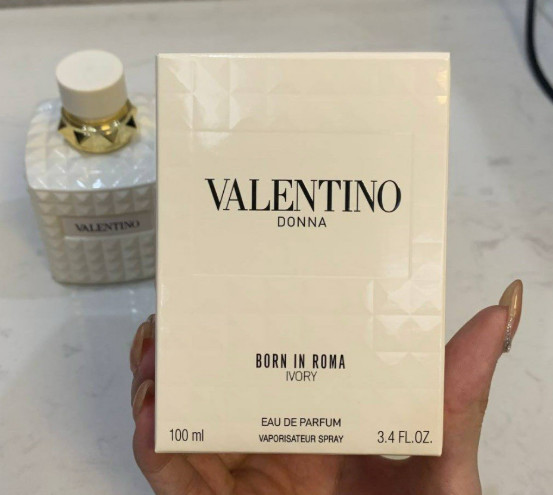 VALENTINO
VALENTINO
DONNA
BORN IN ROMA
IVORY
EAU DE PARFUM
100 ml VAPORISATEUR SPRAY 3.4 FL.OZ.